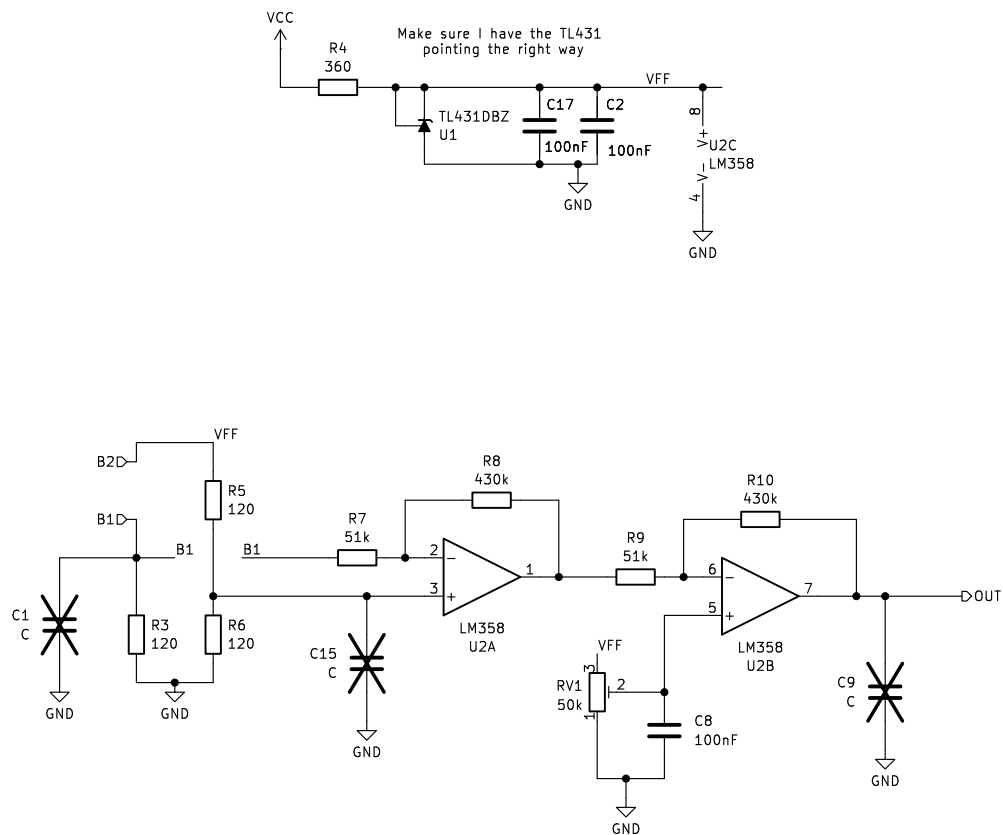 VCC
Make sure I have the TL431
pointing the right way
R4
360
VFF
TL431DBZ
U1
C17
100nF
C2
100nF
GND
8
V+
U2C
LM358
V-
4
GND
VFF
B2
R5
120
B1
B1
C1
C
R3
120
R6
120
GND
GND
B1
R7
51k
R8
430k
2
-
3
+
1
LM358
U2A
C15
C
GND
R9
51k
R10
430k
6
-
5
+
7
LM358
U2B
OUT
VFF
3
RV1
50k
2
1
C8
100nF
GND
C9
C
GND